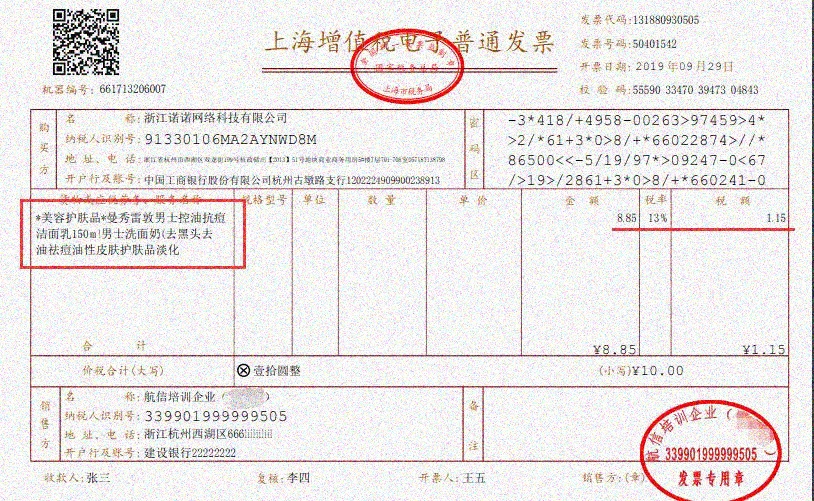 上海增值税电子普通发票
发票代码:131880930505
发票号码:50401542
开票日期:2019年09月29日
校 验 码:55590 33470 39473 04843
机器编号:661713206007
国家税务总局
上海市税务局
购买方
名 称:浙江诺诺网络科技有限公司
纳税人识别号:91330106MA2AYNWD8M
地 址、电 话:
开户行及账号:中国工商银行股份有限公司杭州古墩路支行1202224909900238913
密码区
-3*418/+4958-00263>97459>4*
>2/*61+3*0>8/+*66022874>//*
86500<<-5/19/97*>09247-0<67
/>19>/2861+3*0>8/+*660241-0
规格型号 单位 数 量 单 价 金 额 税率 税 额
*美容护肤品*曼秀雷敦男士控油抗痘 8.85 13% 1.15
洁面乳150ml男士洗面奶(去黑头去
油祛痘油性皮肤护肤品淡化
合 计 ¥8.85 ¥1.15
价税合计(大写) ⊗壹拾圆整 (小写)¥10.00
销售方
名 称:航信培训企业( )
纳税人识别号:339901999999505
地 址、电 话:浙江杭州西湖区666
开户行及账号:建设银行22222222
备注
航信培训企业( )
339901999999505
发票专用章
收款人:张三 复核:李四 开票人:王五 销售方:(章)